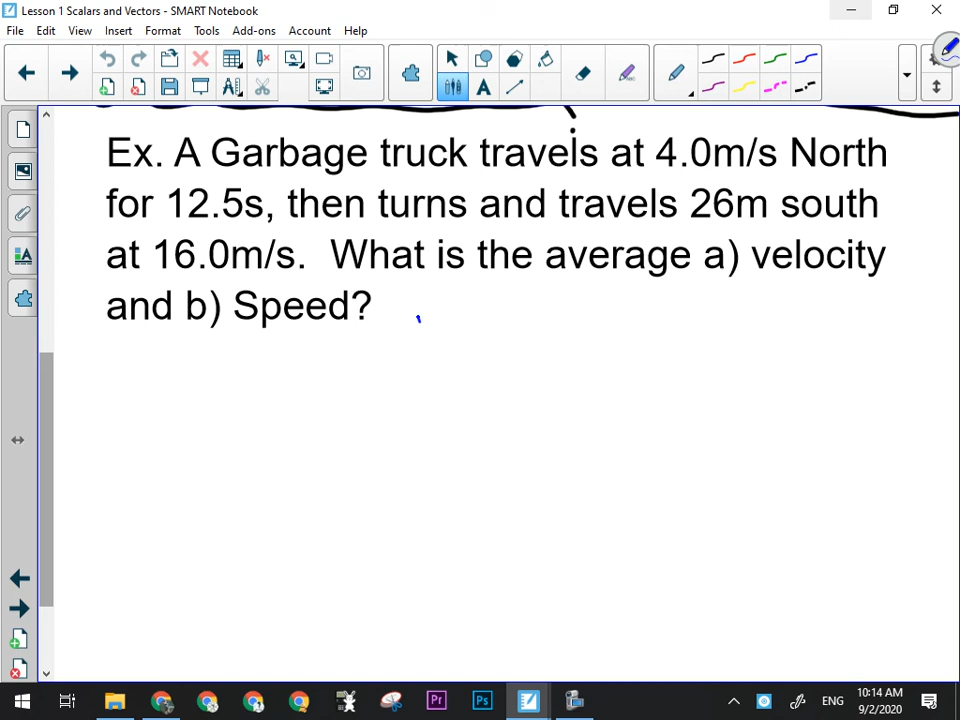 Lesson 1 Scalars and Vectors - SMART Notebook
File Edit View Insert Format Tools Add-ons Account Help
Ex. A Garbage truck travels at 4.0m/s North
for 12.5s, then turns and travels 26m south
at 16.0m/s. What is the average a) velocity
and b) Speed?
10:14 AM
ENG
9/2/2020